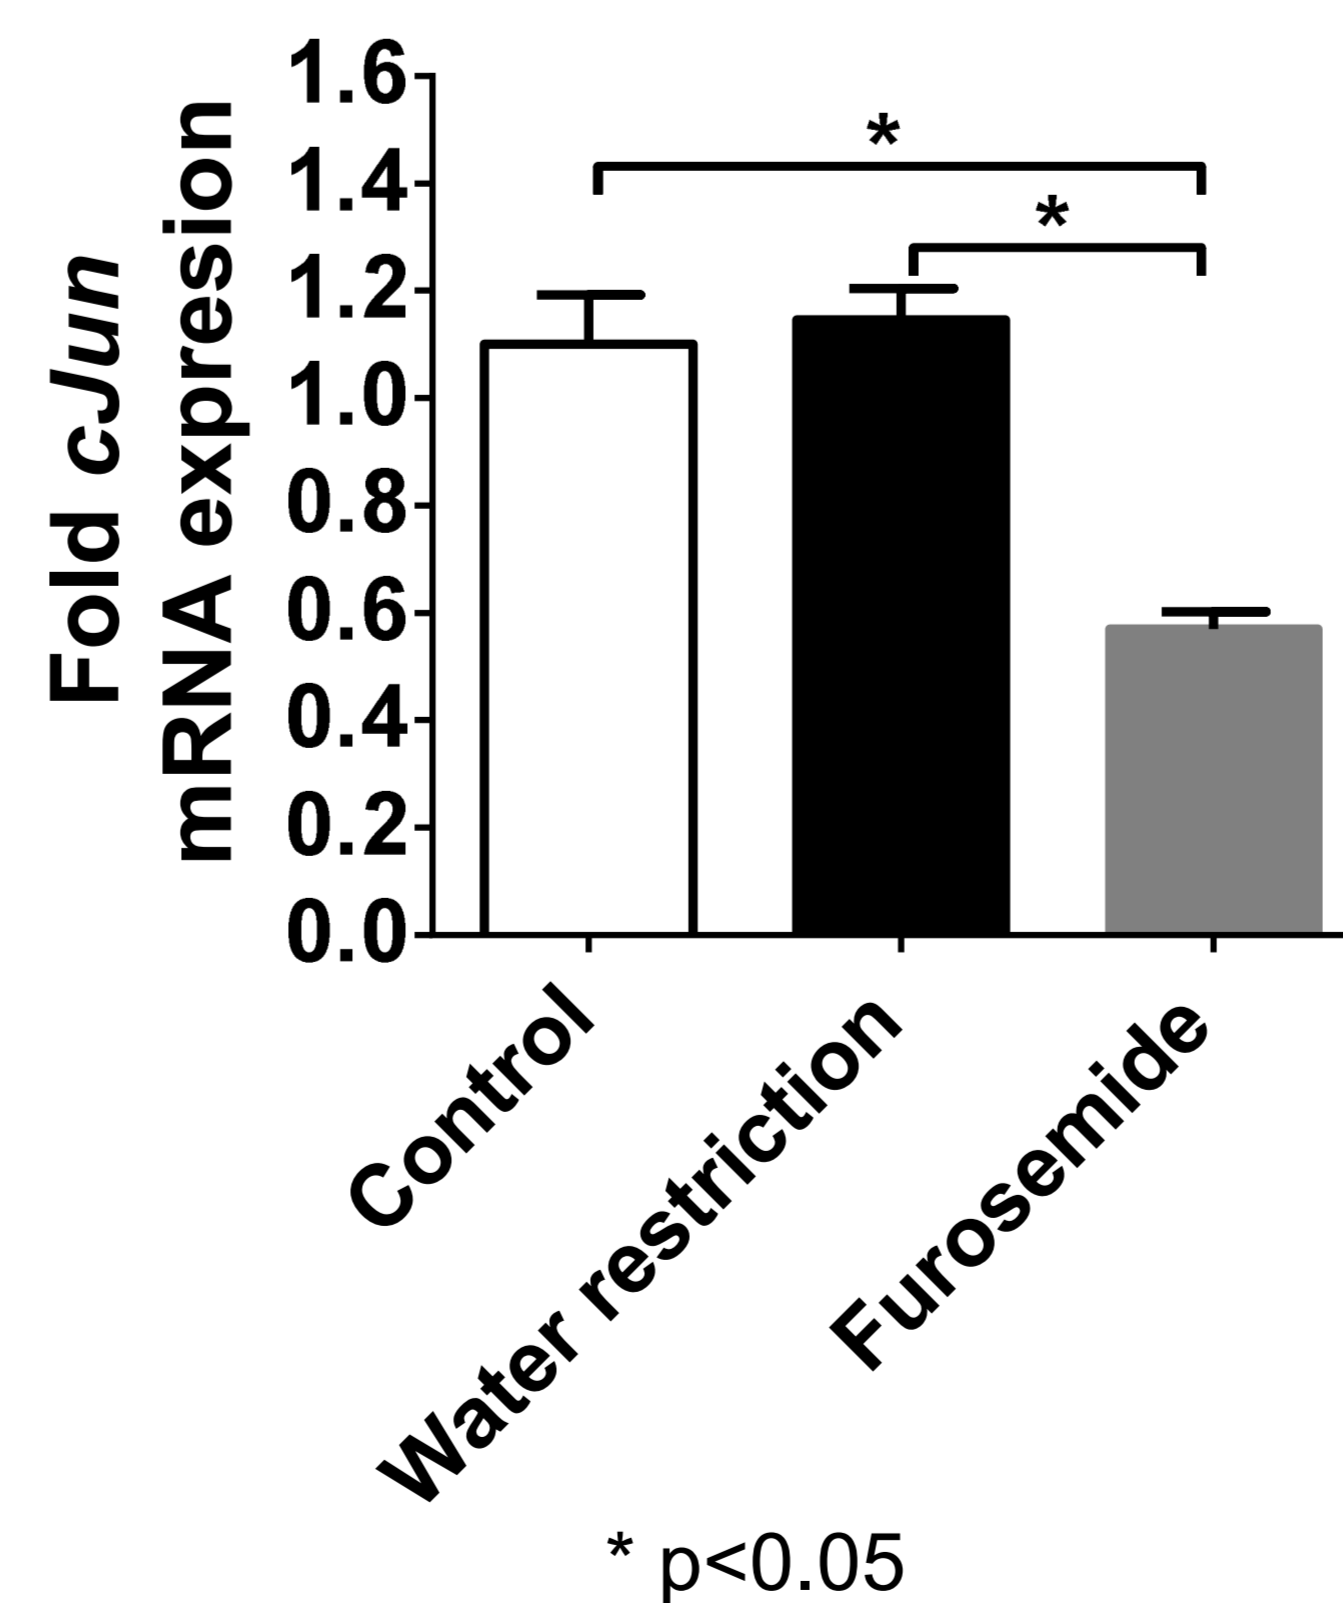 Fold cJun
mRNA expresion
1.6
1.4
1.2
1.0
0.8
0.6
0.4
0.2
0.0
*
*
Control
Water restriction
Furosemide
* p<0.05